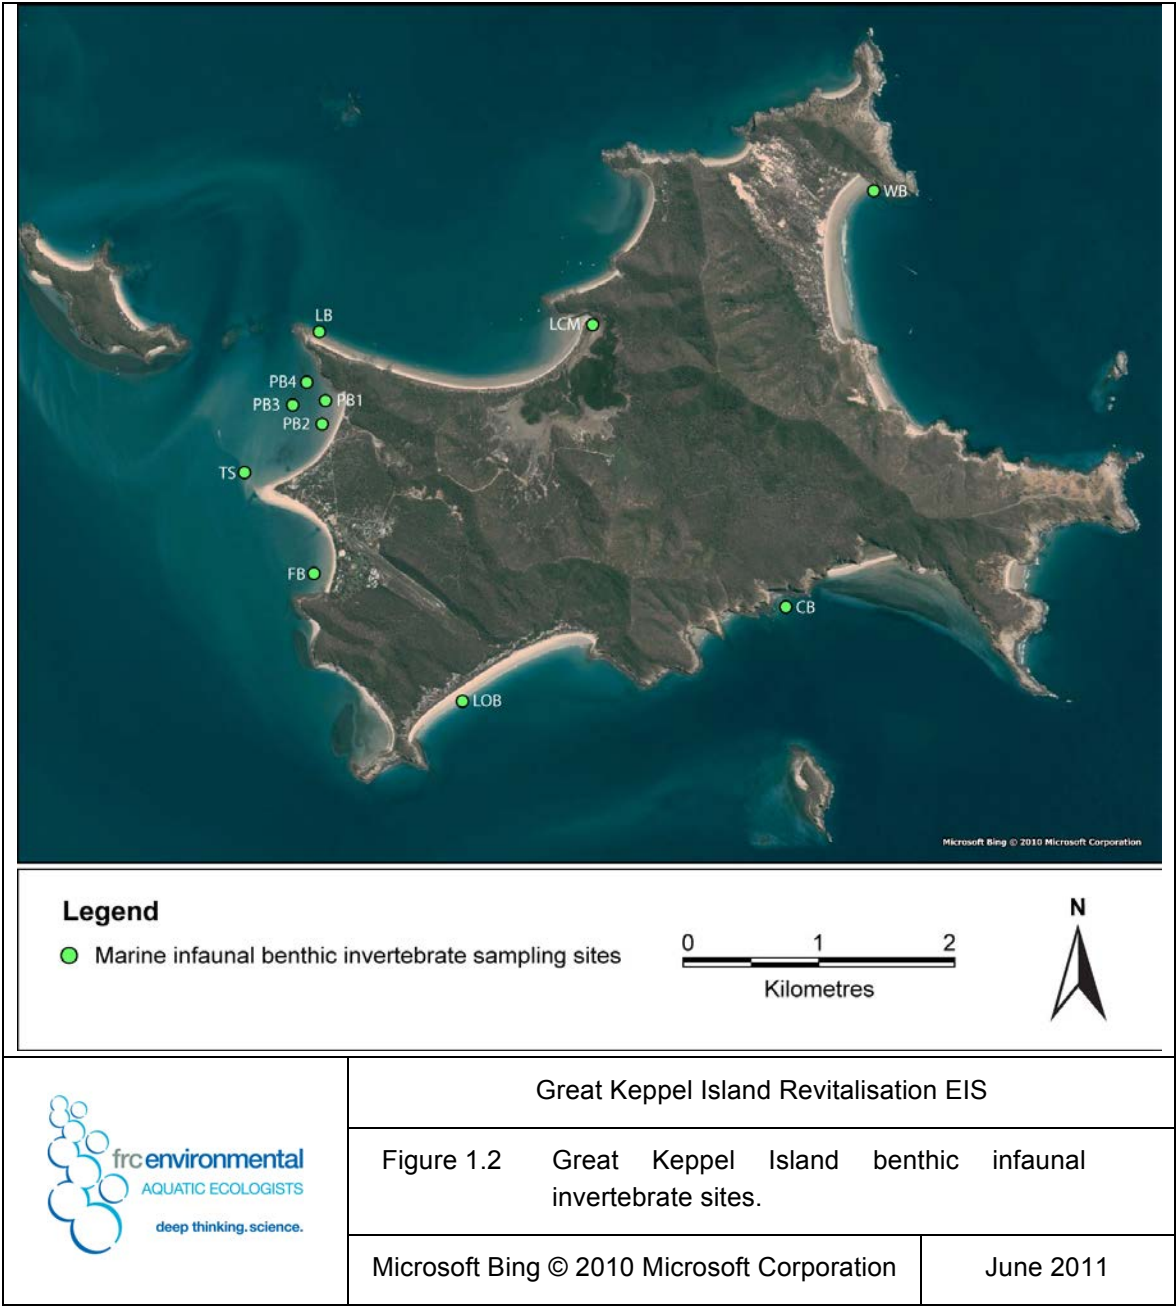 WB
LB
LCM
PB4
PB1
PB3
PB2
TS
FB
CB
LOB
Microsoft Bing © 2010 Microsoft Corporation
Legend
Marine infaunal benthic invertebrate sampling sites
0 1 2
Kilometres
N
frc environmental
AQUATIC ECOLOGISTS
deep thinking. science.
Great Keppel Island Revitalisation EIS
Figure 1.2 Great Keppel Island benthic infaunal
invertebrate sites.
Microsoft Bing © 2010 Microsoft Corporation
June 2011